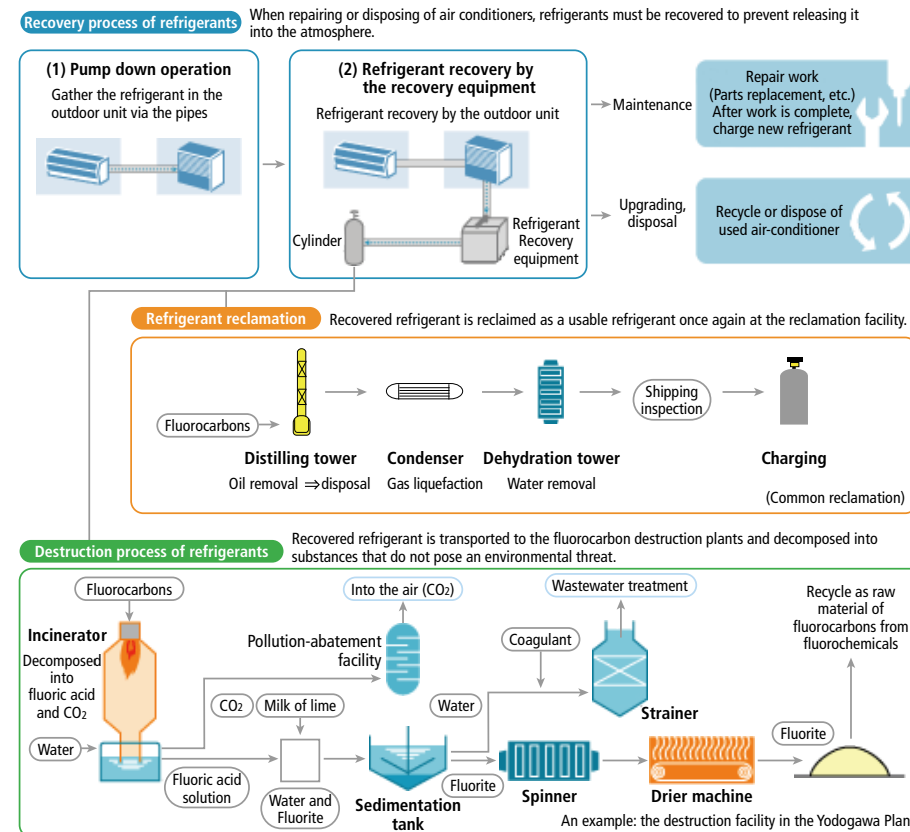 Recovery process of refrigerants
When repairing or disposing of air conditioners, refrigerants must be recovered to prevent releasing it
into the atmosphere.
(1) Pump down operation
Gather the refrigerant in the
outdoor unit via the pipes
(2) Refrigerant recovery by
the recovery equipment
Refrigerant recovery by the outdoor unit
Cylinder
Refrigerant
Recovery
equipment
Maintenance
Repair work
(Parts replacement, etc.)
After work is complete,
charge new refrigerant
Upgrading,
disposal
Recycle or dispose of
used air-conditioner
Refrigerant reclamation
Recovered refrigerant is reclaimed as a usable refrigerant once again at the reclamation facility.
Fluorocarbons
Distilling tower
Oil removal ⇒disposal
Condenser
Gas liquefaction
Dehydration tower
Water removal
Shipping
inspection
Charging
(Common reclamation)
Destruction process of refrigerants
Recovered refrigerant is transported to the fluorocarbon destruction plants and decomposed into
substances that do not pose an environmental threat.
Fluorocarbons
Incinerator
Decomposed
into
fluoric acid
and CO₂
Water
Fluoric acid
solution
CO₂
Milk of lime
Water and
Fluorite
Into the air (CO₂)
Pollution-abatement
facility
Sedimentation
tank
Water
Fluorite
Coagulant
Wastewater treatment
Strainer
Spinner
Drier machine
Fluorite
Recycle as raw
material of
fluorocarbons from
fluorochemicals
An example: the destruction facility in the Yodogawa Plan